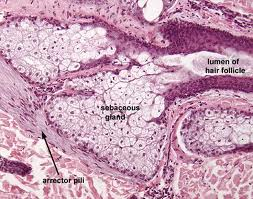 lumen of
hair follicle
sebaceous
gland
arrector pili